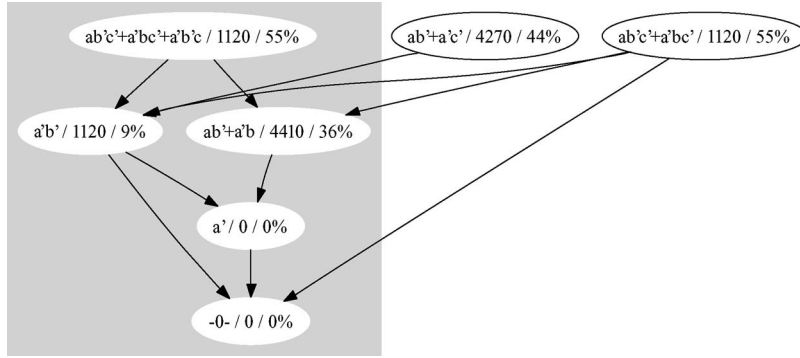 ab'c'+a'bc'+a'b'c / 1120 / 55%
ab'+a'c' / 4270 / 44%
ab'c'+a'bc' / 1120 / 55%
a'b' / 1120 / 9%
ab'+a'b / 4410 / 36%
a' / 0 / 0%
-0- / 0 / 0%